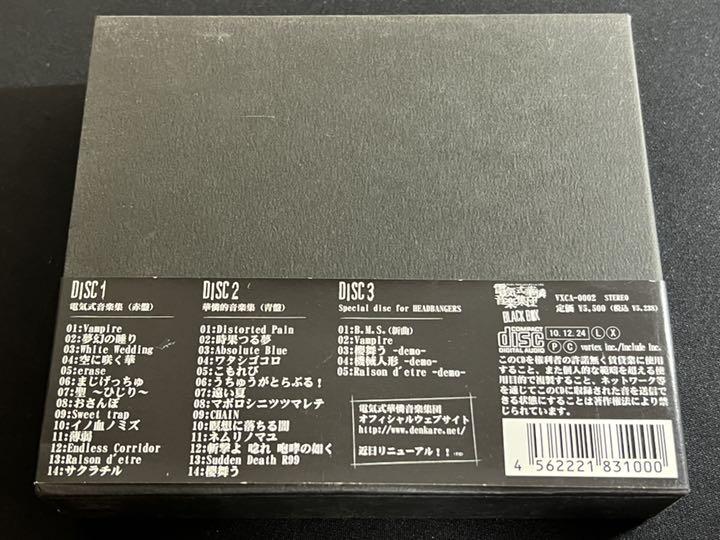 DISC 1
電気式音楽集（赤盤）
01:Vampire
02:夢幻の睡り
03:White Wedding
04:空に咲く華
05:erase
06:まじげっちゅ
07:聖 ～ひじり～
08:おさんぽ
09:Sweet trap
10:イノ血ノミズ
11:薄弱
12:Endless Corridor
13:Raison d'etre
14:サクラチル
DISC 2
華憐的音楽集（青盤）
01:Distorted Pain
02:時果つる夢
03:Absolute Blue
04:ワタシゴコロ
05:こもれび
06:うちゅうがとらぶる！
07:遠い夏
08:マボロシニツツマレテ
09:CHAIN
10:瞑想に落ちる闇
11:ネムリノマユ
12:斬撃よ 唸れ 咆哮の如く
13:Sudden Death R99
14:櫻舞う
DISC 3
Special disc for HEADBANGERS
01:B.M.S.（新曲）
02:Vampire
03:櫻舞う -demo-
04:機械人形 -demo-
05:Raison d'etre -demo-
電気式華憐音楽集団
オフィシャルウェブサイト
http://www.denkare.net/
近日リニューアル！！
電気式華憐
音楽集団
BLACK BOX
VXCA-0002 STEREO
定価 ¥5,500（税込 ¥5,238）
COMPACT
disc
DIGITAL AUDIO
10.12.24 L X
P C vortex inc./Include Inc.
このCDを権利者の許諾無く賃貸業に使用
すること、また個人的な範疇を超える使
用目的で複製すること、ネットワーク等
を通じてこのCDに収録された音を送信で
きる状態にすることは著作権法により禁
じられています。
4 562221 831000